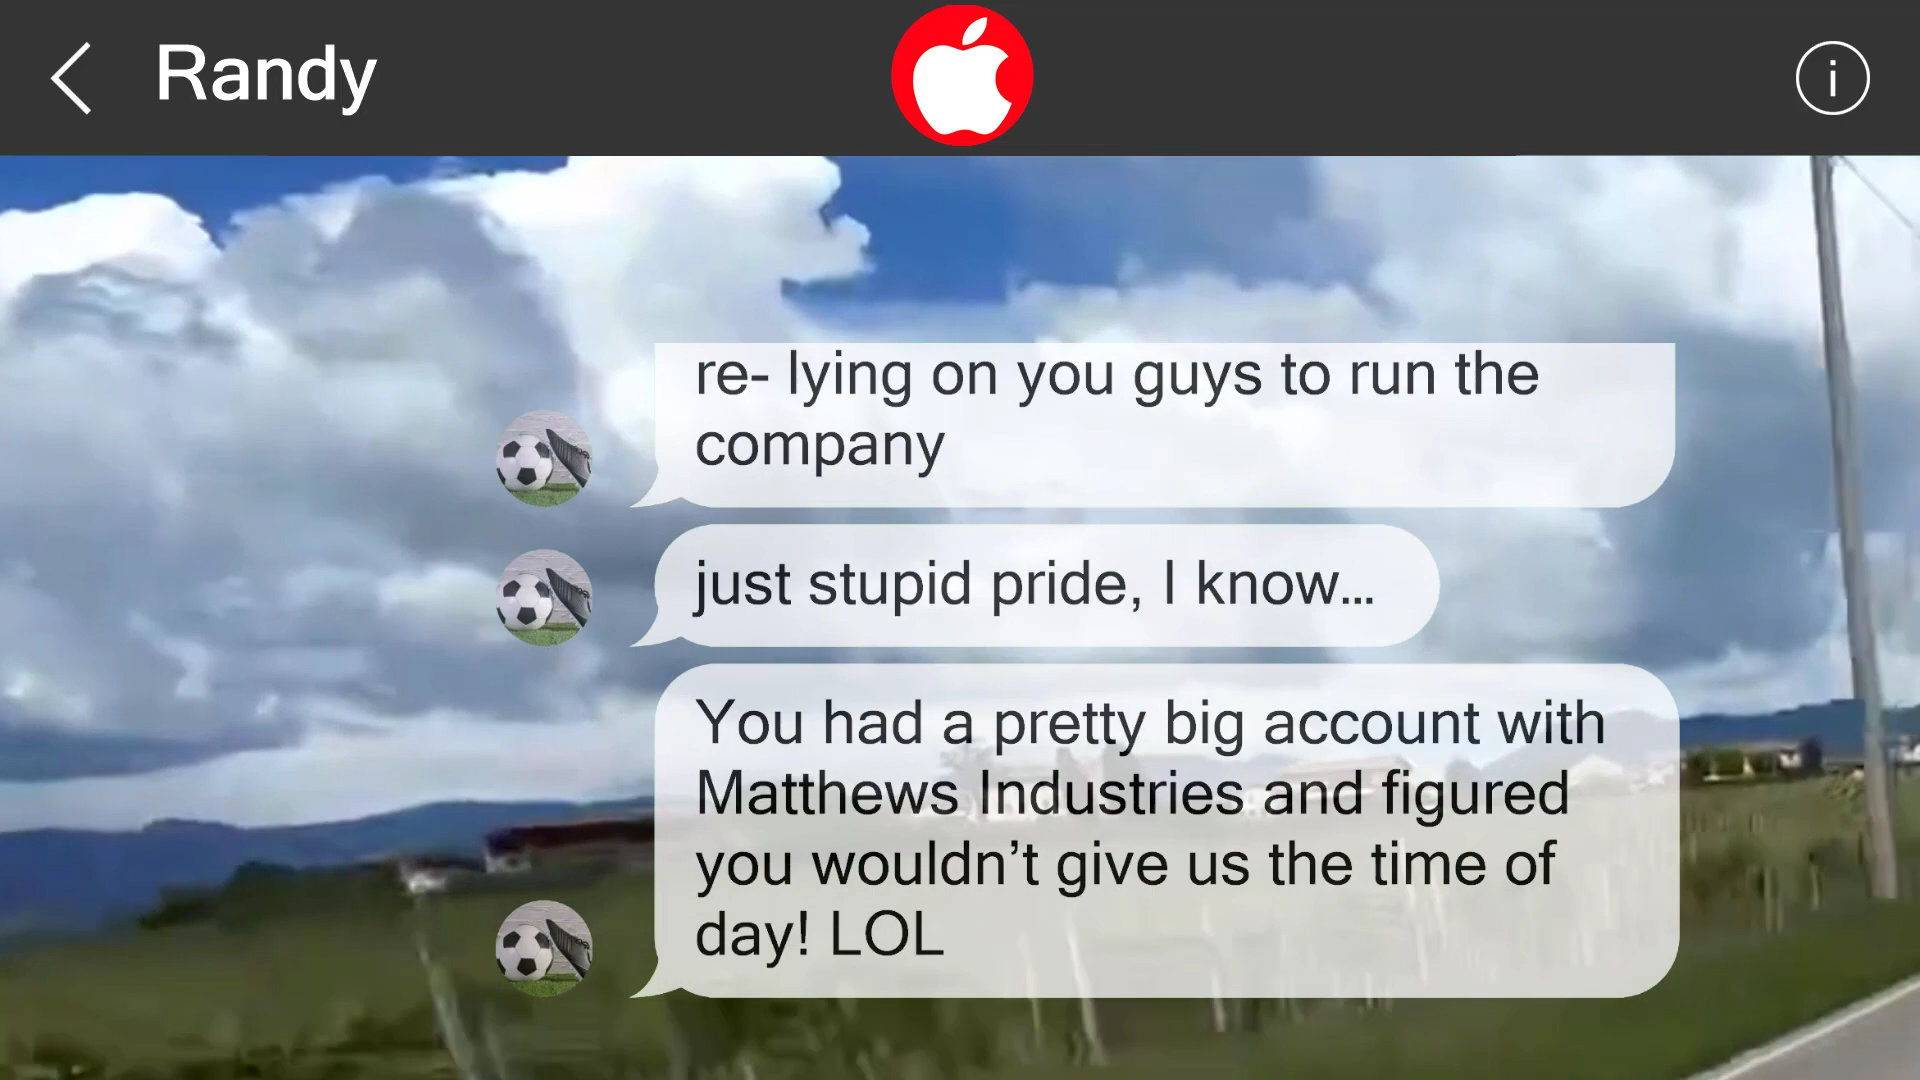 Randy
i
re- lying on you guys to run the
company
just stupid pride, I know...
You had a pretty big account with
Matthews Industries and figured
you wouldn’t give us the time of
day! LOL